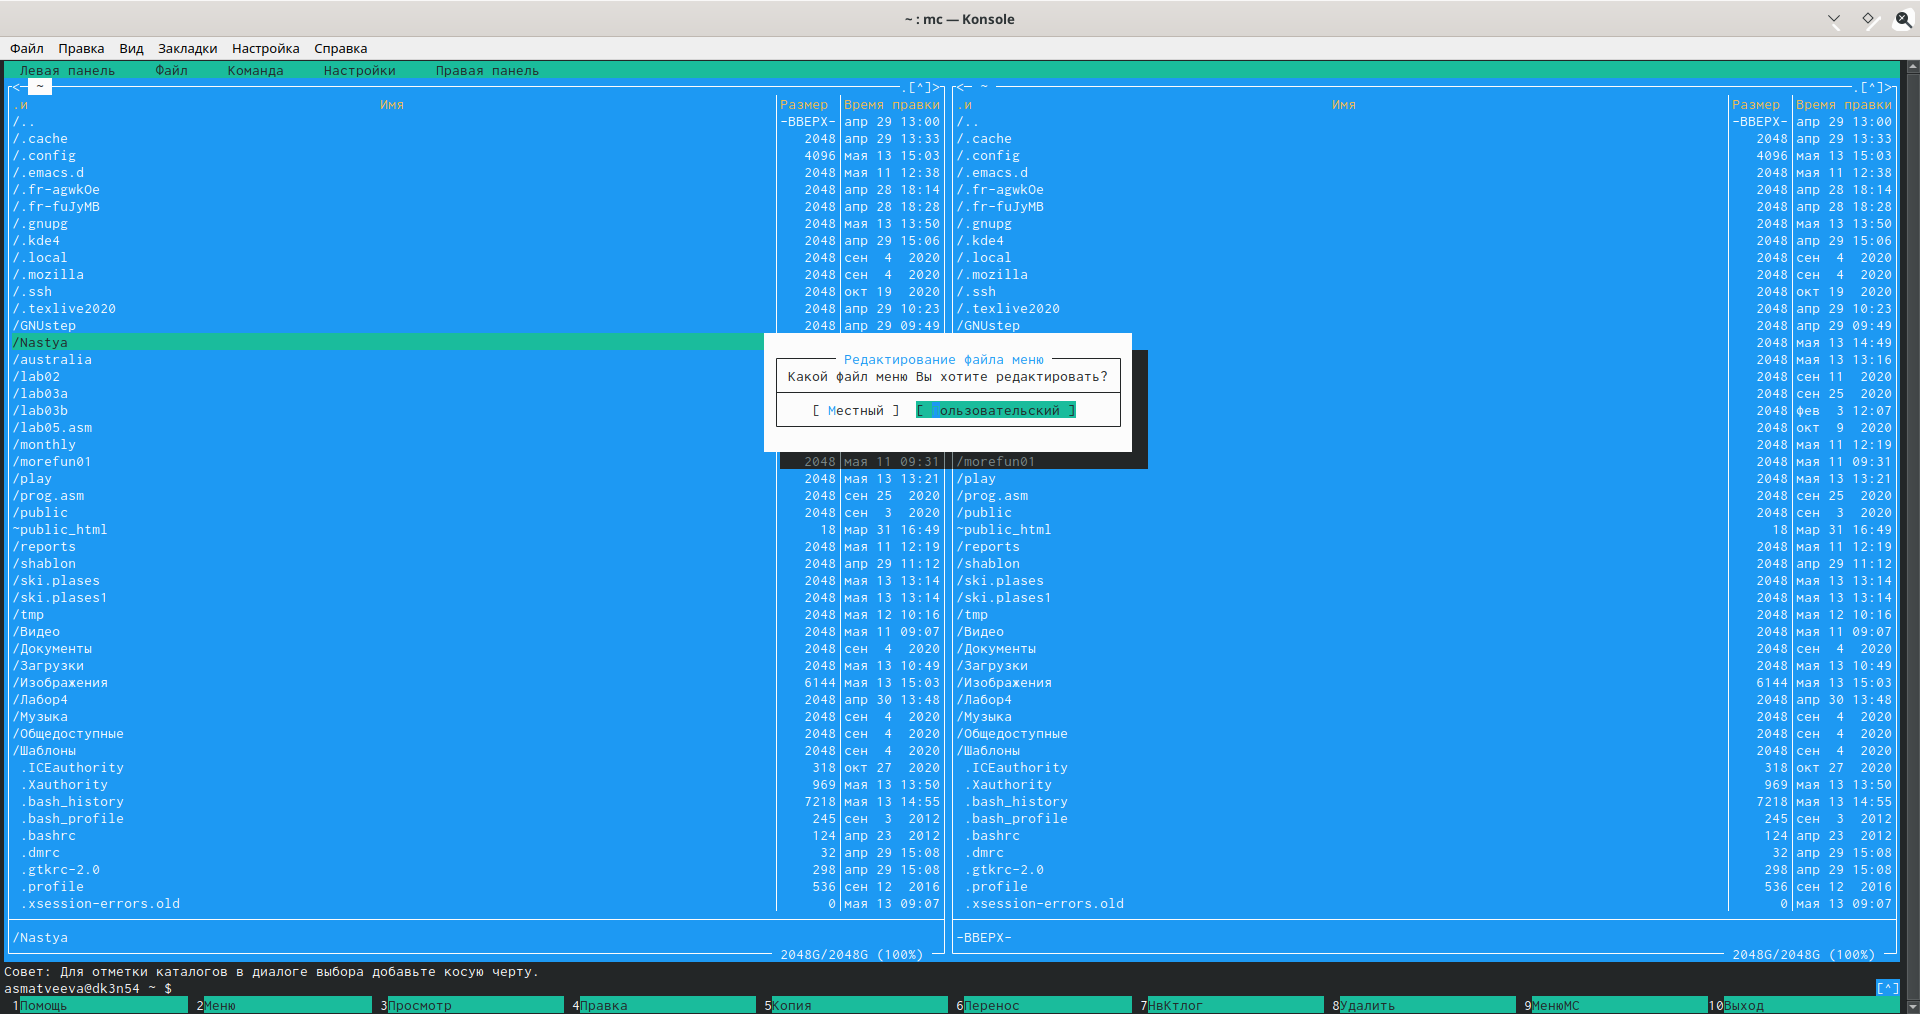 ~ : mc — Konsole
Файл Правка Вид Закладки Настройка Справка
Левая панель Файл Команда Настройки Правая панель
<─ ~ .[^]> <─ ~ .[^]>
.и Имя Размер Время правки .и Имя Размер Время правки
/.. -ВВЕРХ- апр 29 13:00 /.. -ВВЕРХ- апр 29 13:00
/.cache 2048 апр 29 13:33 /.cache 2048 апр 29 13:33
/.config 4096 мая 13 15:03 /.config 4096 мая 13 15:03
/.emacs.d 2048 мая 11 12:38 /.emacs.d 2048 мая 11 12:38
/.fr-agwkOe 2048 апр 28 18:14 /.fr-agwkOe 2048 апр 28 18:14
/.fr-fuJyMB 2048 апр 28 18:28 /.fr-fuJyMB 2048 апр 28 18:28
/.gnupg 2048 мая 13 13:50 /.gnupg 2048 мая 13 13:50
/.kde4 2048 апр 29 15:06 /.kde4 2048 апр 29 15:06
/.local 2048 сен 4 2020 /.local 2048 сен 4 2020
/.mozilla 2048 сен 4 2020 /.mozilla 2048 сен 4 2020
/.ssh 2048 окт 19 2020 /.ssh 2048 окт 19 2020
/.texlive2020 2048 апр 29 10:23 /.texlive2020 2048 апр 29 10:23
/GNUstep 2048 апр 29 09:49 /GNUstep 2048 апр 29 09:49
/Nastya 2048 мая 13 14:49
/australia Редактирование файла меню 2048 мая 13 13:16
/lab02 Какой файл меню Вы хотите редактировать? 2048 сен 11 2020
/lab03a 2048 сен 25 2020
/lab03b [ Местный ] [ Пользовательский ] 2048 фев 3 12:07
/lab05.asm 2048 окт 9 2020
/monthly 2048 мая 11 12:19
/morefun01 2048 мая 11 09:31 /morefun01 2048 мая 11 09:31
/play 2048 мая 13 13:21 /play 2048 мая 13 13:21
/prog.asm 2048 сен 25 2020 /prog.asm 2048 сен 25 2020
/public 2048 сен 3 2020 /public 2048 сен 3 2020
~public_html 18 мар 31 16:49 ~public_html 18 мар 31 16:49
/reports 2048 мая 11 12:19 /reports 2048 мая 11 12:19
/shablon 2048 апр 29 11:12 /shablon 2048 апр 29 11:12
/ski.plases 2048 мая 13 13:14 /ski.plases 2048 мая 13 13:14
/ski.plases1 2048 мая 13 13:14 /ski.plases1 2048 мая 13 13:14
/tmp 2048 мая 12 10:16 /tmp 2048 мая 12 10:16
/Видео 2048 мая 11 09:07 /Видео 2048 мая 11 09:07
/Документы 2048 сен 4 2020 /Документы 2048 сен 4 2020
/Загрузки 2048 мая 13 10:49 /Загрузки 2048 мая 13 10:49
/Изображения 6144 мая 13 15:03 /Изображения 6144 мая 13 15:03
/Лабор4 2048 апр 30 13:48 /Лабор4 2048 апр 30 13:48
/Музыка 2048 сен 4 2020 /Музыка 2048 сен 4 2020
/Общедоступные 2048 сен 4 2020 /Общедоступные 2048 сен 4 2020
/Шаблоны 2048 сен 4 2020 /Шаблоны 2048 сен 4 2020
.ICEauthority 318 окт 27 2020 .ICEauthority 318 окт 27 2020
.Xauthority 969 мая 13 13:50 .Xauthority 969 мая 13 13:50
.bash_history 7218 мая 13 14:55 .bash_history 7218 мая 13 14:55
.bash_profile 245 сен 3 2012 .bash_profile 245 сен 3 2012
.bashrc 124 апр 23 2012 .bashrc 124 апр 23 2012
.dmrc 32 апр 29 15:08 .dmrc 32 апр 29 15:08
.gtkrc-2.0 298 апр 29 15:08 .gtkrc-2.0 298 апр 29 15:08
.profile 536 сен 12 2016 .profile 536 сен 12 2016
.xsession-errors.old 0 мая 13 09:07 .xsession-errors.old 0 мая 13 09:07
/Nastya -ВВЕРХ-
2048G/2048G (100%) 2048G/2048G (100%)
Совет: Для отметки каталогов в диалоге выбора добавьте косую черту.
asmatveeva@dk3n54 ~ $ [^]
1Помощь 2Меню 3Просмотр 4Правка 5Копия 6Перенос 7НвКтлог 8Удалить 9МенюМС 10Выход